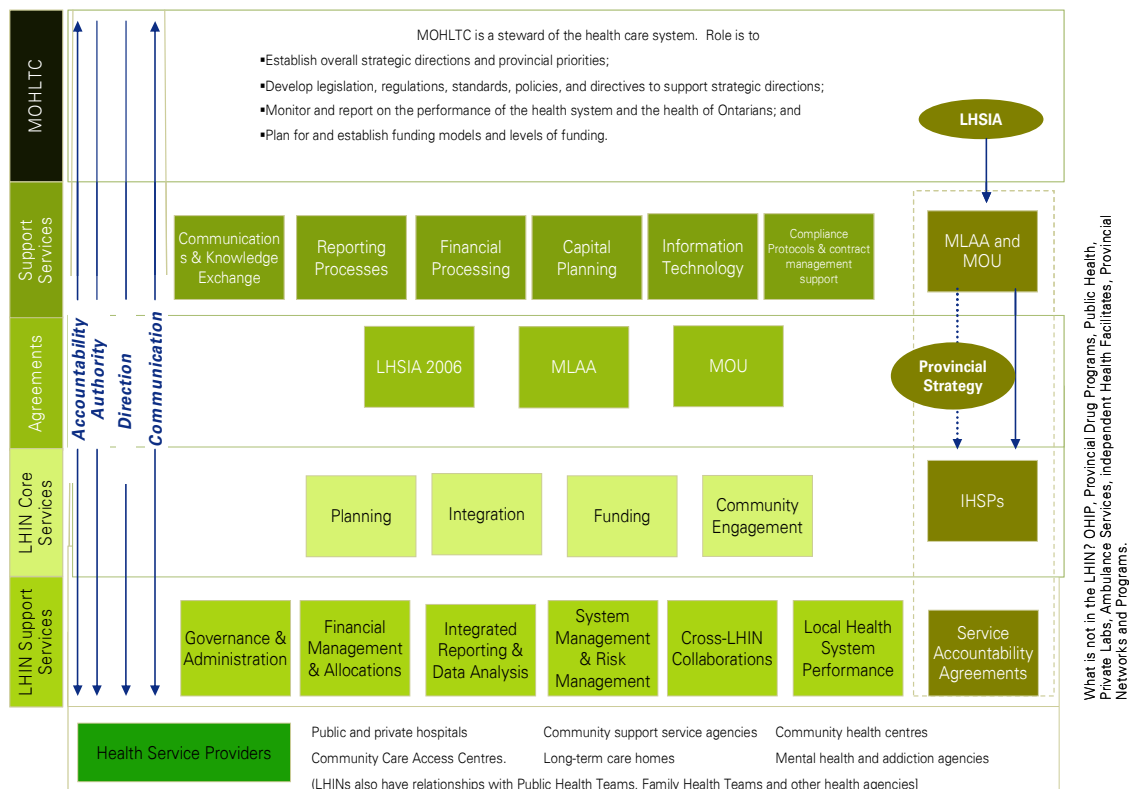 MOHLTC
MOHLTC is a steward of the health care system. Role is to
▪Establish overall strategic directions and provincial priorities;
▪Develop legislation, regulations, standards, policies, and directives to support strategic directions;
▪Monitor and report on the performance of the health system and the health of Ontarians; and
▪Plan for and establish funding models and levels of funding.
LHSIA
Support
Services
Communication
s & Knowledge
Exchange
Reporting
Processes
Financial
Processing
Capital
Planning
Information
Technology
Compliance
Protocols & contract
management
support
MLAA and
MOU
Accountability
Authority
Direction
Communication
Agreements
LHSIA 2006
MLAA
MOU
Provincial
Strategy
LHIN Core
Services
Planning
Integration
Funding
Community
Engagement
IHSPs
LHIN Support
Services
Governance &
Administration
Financial
Management
& Allocations
Integrated
Reporting &
Data Analysis
System
Management
& Risk
Management
Cross-LHIN
Collaborations
Local Health
System
Performance
Service
Accountability
Agreements
Health Service Providers
Public and private hospitals
Community support service agencies
Community health centres
Community Care Access Centres.
Long-term care homes
Mental health and addiction agencies
(LHINs also have relationships with Public Health Teams, Family Health Teams and other health agencies]
What is not in the LHIN? OHIP, Provincial Drug Programs, Public Health,
Private Labs, Ambulance Services, independent Health Facilitates, Provincial
Networks and Programs.